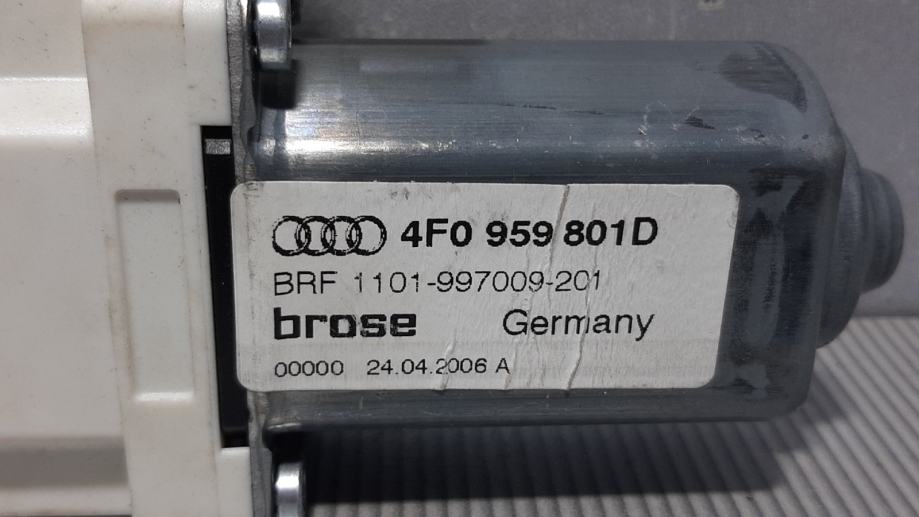 4F0 959 801D
BRF 1101-997009-201
brose Germany
00000 24.04.2006 A